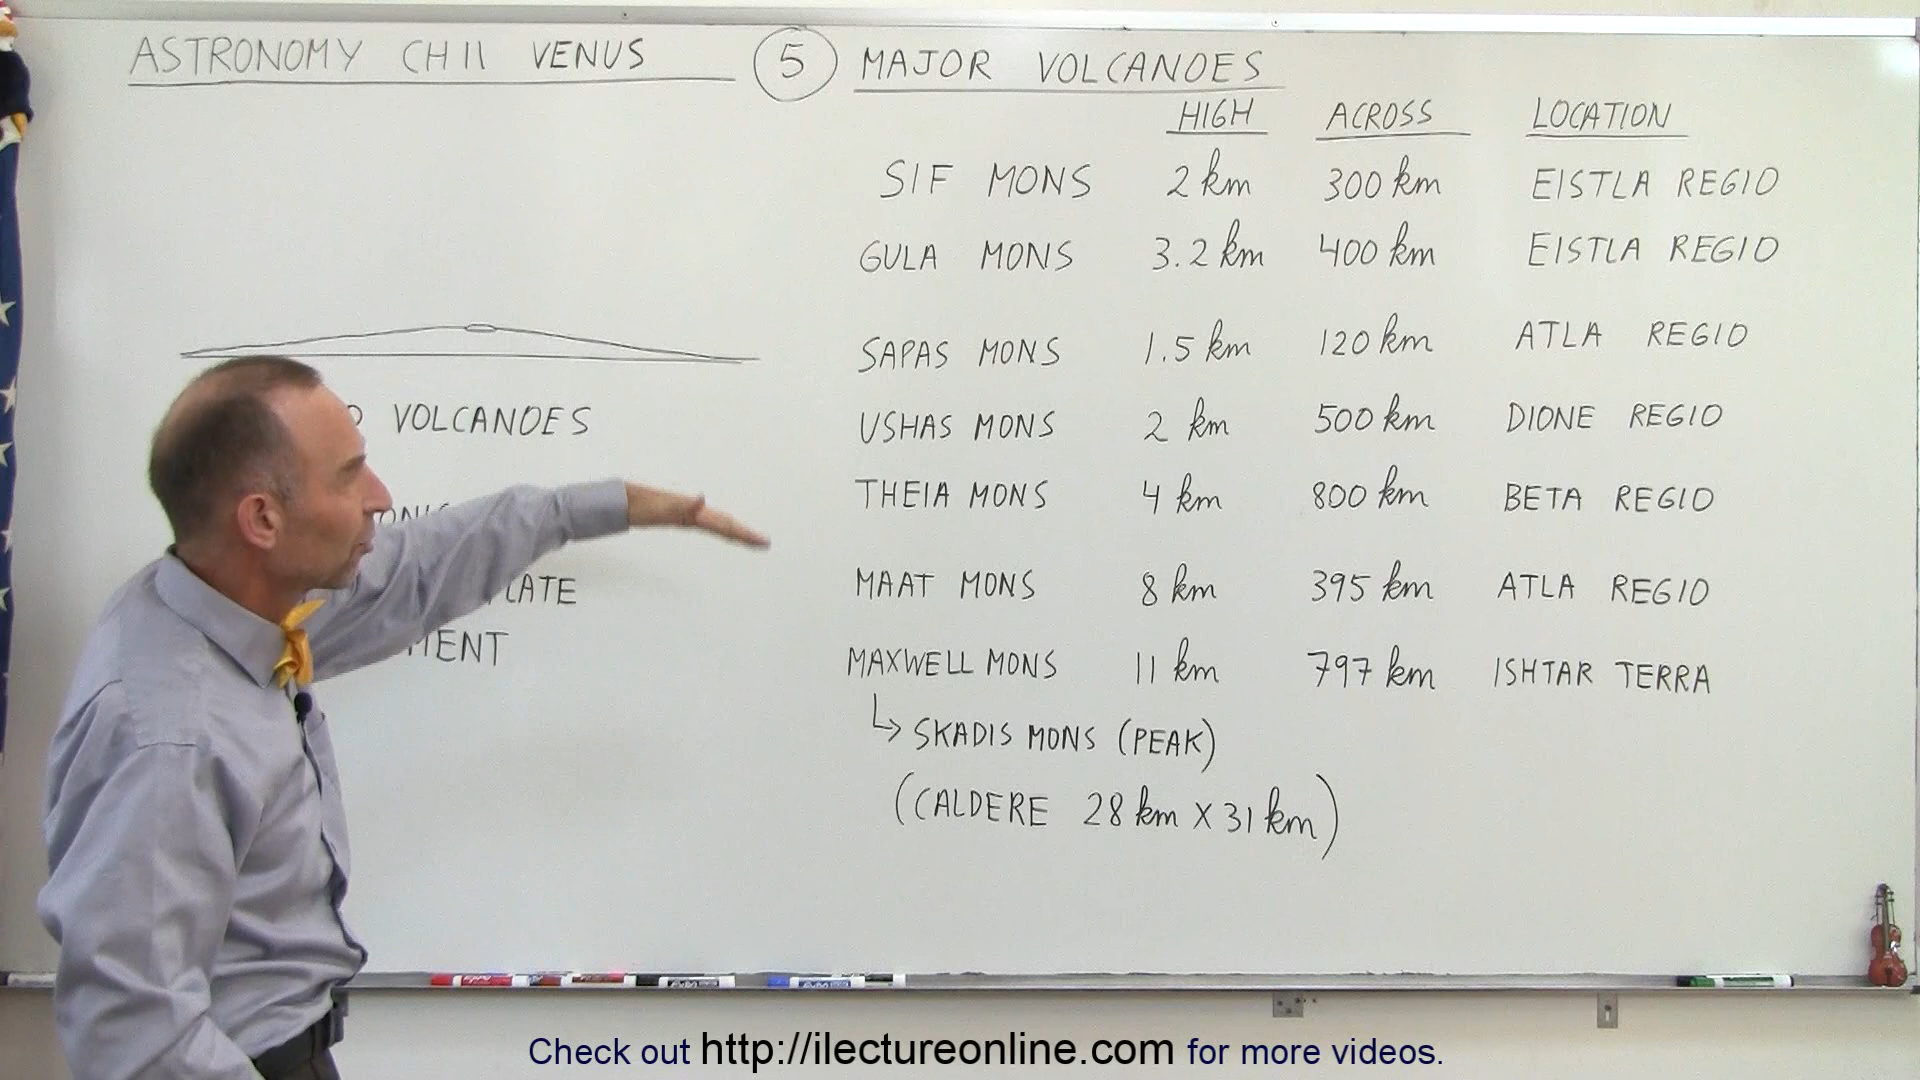 ASTRONOMY CH 11 VENUS
5 MAJOR VOLCANOES
HIGH ACROSS LOCATION
SIF MONS 2 km 300 km EISTLA REGIO
GULA MONS 3.2 km 400 km EISTLA REGIO
SAPAS MONS 1.5 km 120 km ATLA REGIO
USHAS MONS 2 km 500 km DIONE REGIO
THEIA MONS 4 km 800 km BETA REGIO
MAAT MONS 8 km 395 km ATLA REGIO
MAXWELL MONS 11 km 797 km ISHTAR TERRA
↳ SKADIS MONS (PEAK)
(CALDERE 28 km X 31 km)
VOLCANOES
Check out http://ilectureonline.com for more videos.